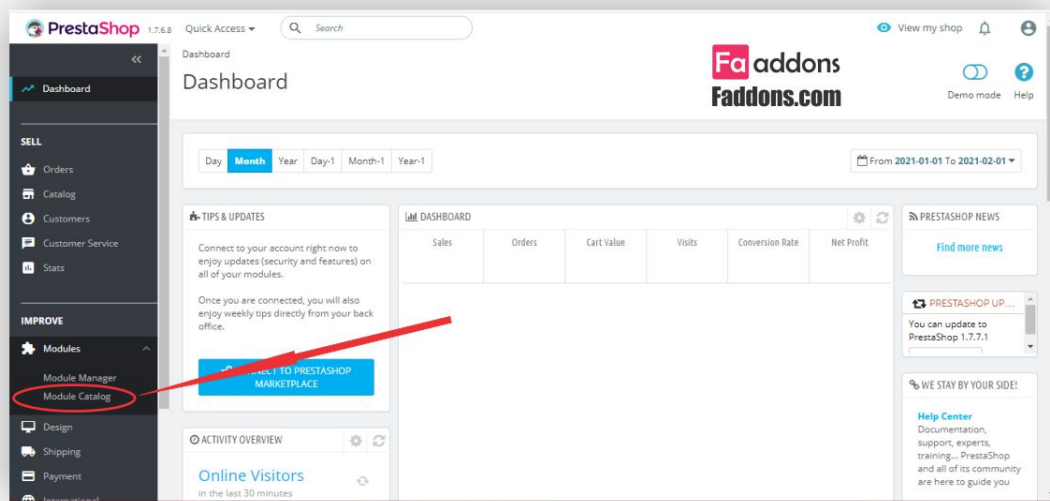 PrestaShop 1.7.6.8 Quick Access Search View my shop
Dashboard
Dashboard
Fa addons
Faddons.com
Demo mode Help
Dashboard
SELL
Orders
Catalog
Customers
Customer Service
Stats
IMPROVE
Modules
Module Manager
Module Catalog
Design
Shipping
Payment
International
Day Month Year Day-1 Month-1 Year-1
From 2021-01-01 To 2021-02-01
TIPS & UPDATES
Connect to your account right now to
enjoy updates (security and features) on
all of your modules.
Once you are connected, you will also
enjoy weekly tips directly from your back
office.
TO PRESTASHOP
MARKETPLACE
ACTIVITY OVERVIEW
Online Visitors
in the last 30 minutes
DASHBOARD
Sales Orders Cart Value Visits Conversion Rate Net Profit
PRESTASHOP NEWS
Find more news
PRESTASHOP UP...
You can update to
PrestaShop 1.7.7.1
WE STAY BY YOUR SIDE!
Help Center
Documentation,
support, experts,
training... PrestaShop
and all of its community
are here to guide you